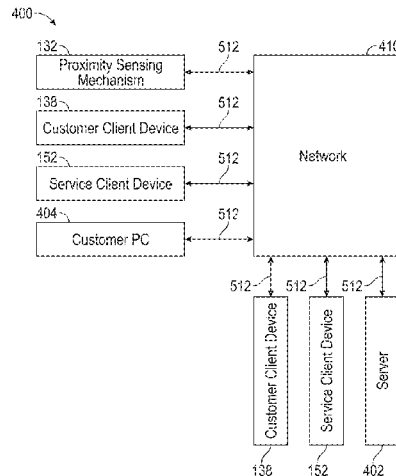 400
132
512
410
Proximity Sensing
Mechanism
138
512
Customer Client Device
Network
152
512
Service Client Device
404
512
Customer PC
512
512
512
Customer Client Device
Service Client Device
Server
138
152
402